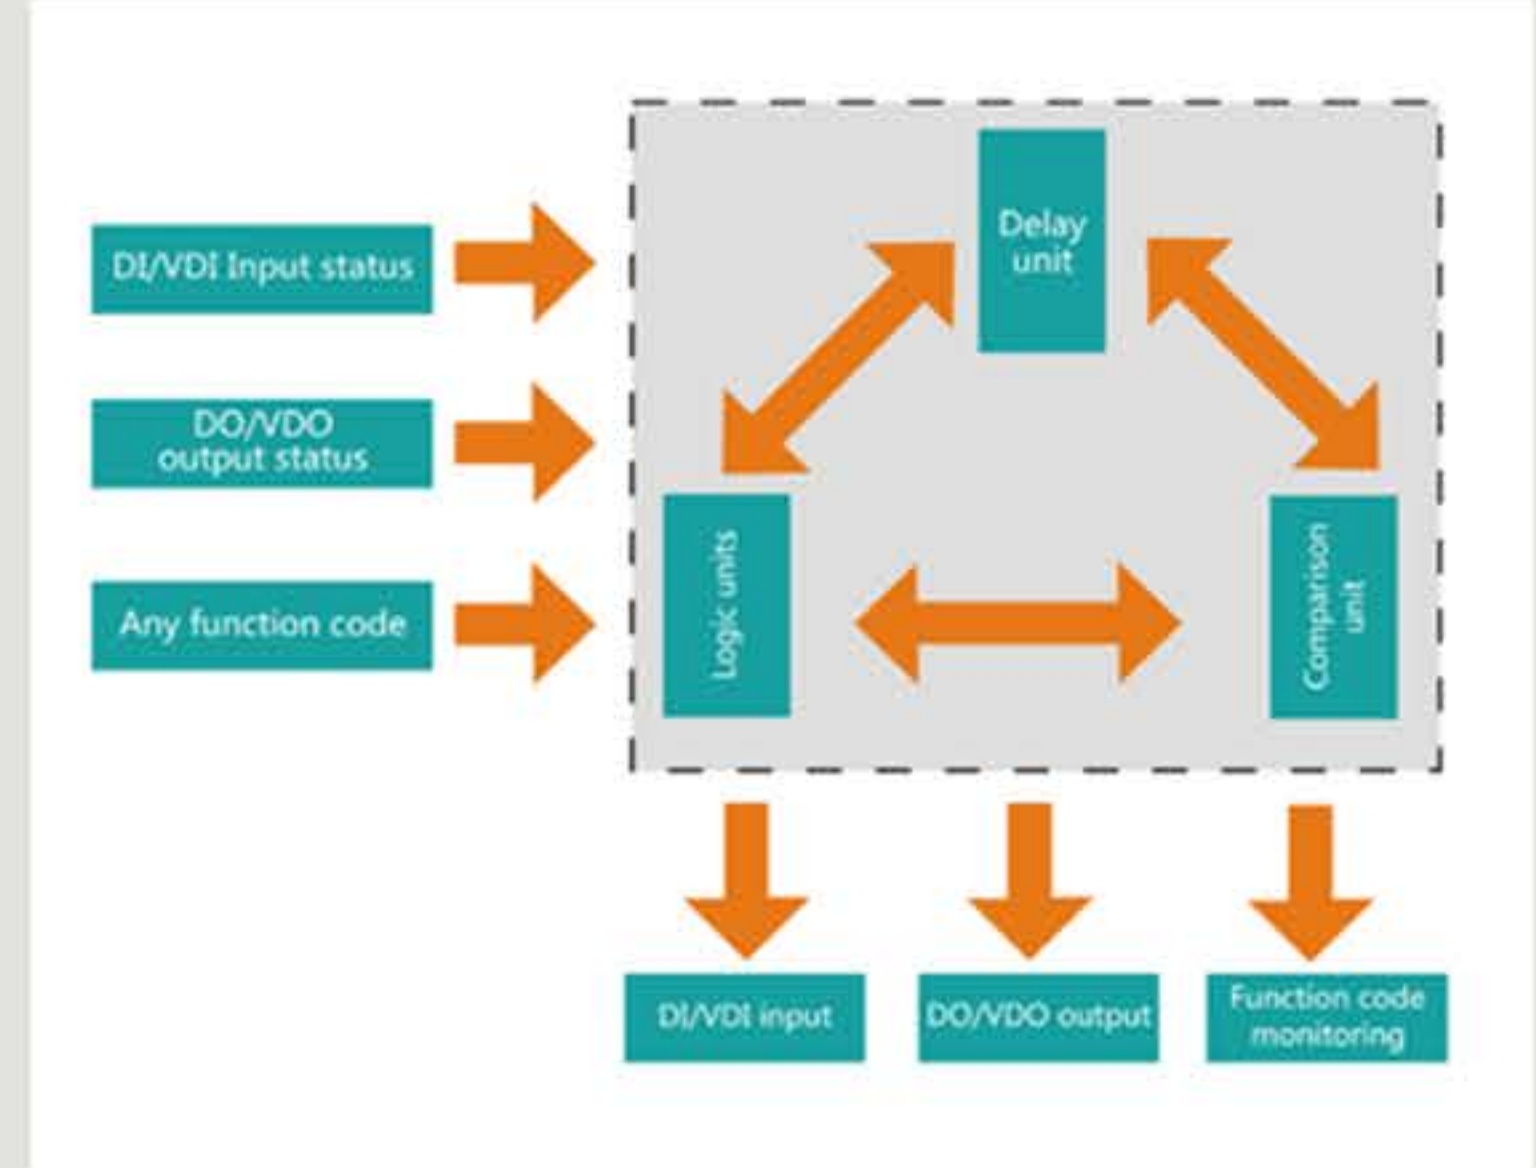 Delay
unit
DI/VDI Input status
DO/VDO
output status
Logic units
Comparison
unit
Any function code
DI/VDI input
DO/VDO output
Function code
monitoring